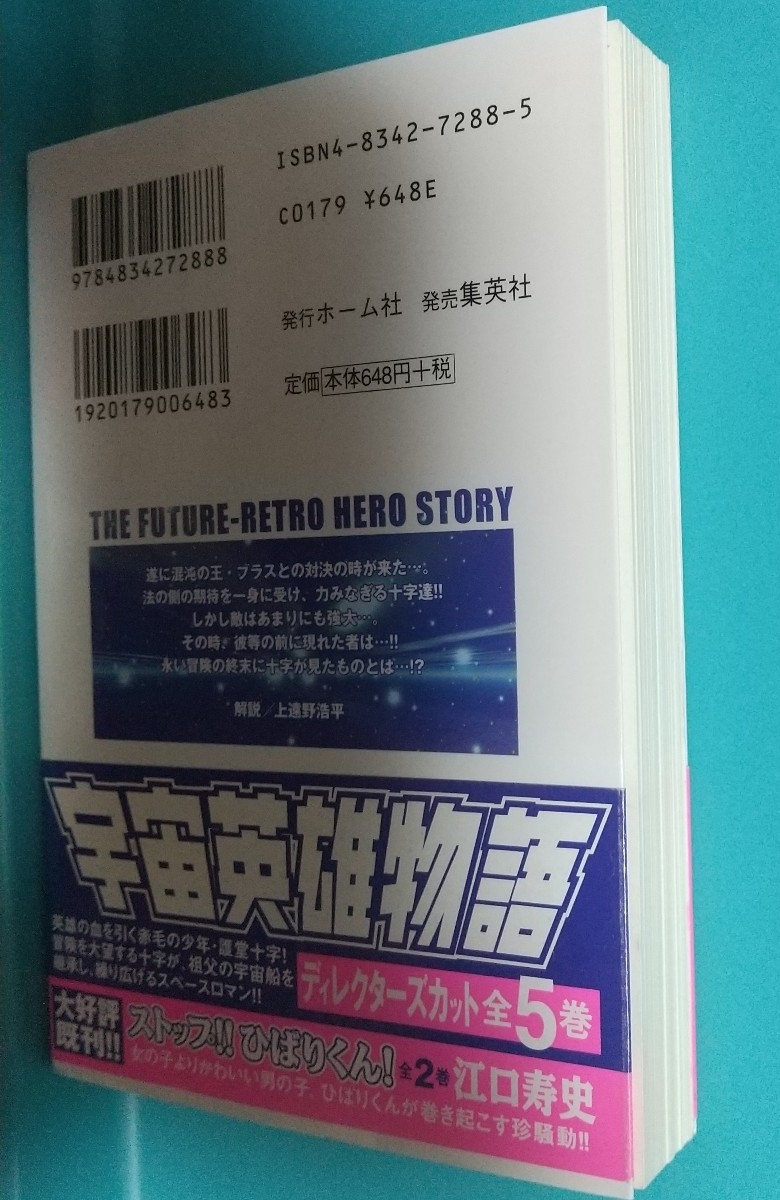 ISBN4-8342-7288-5
C0179 ¥648E
9784834272888
発行ホーム社 発売集英社
1920179006483
定価本体648円+税
THE FUTURE-RETRO HERO STORY
遂に混沌の王・プラスとの対決の時が来た…。
法の側の期待を一身に受け、力みなぎる十字達!!
しかし敵はあまりにも強大…。
その時、彼等の前に現れた者は…!!
永い冒険の終末に十字が見たものとは…!?
解説/上遠野浩平
宇宙英雄物語
英雄の血を引く赤毛の少年・護堂十字!
冒険を大望する十字が、祖父の宇宙船を
継承し、繰り広げるスペースロマン!!
ディレクターズカット全5巻
大好評
既刊!!
ストップ!!ひばりくん!全2巻 江口寿史
女の子よりかわいい男の子、ひばりくんが巻き起こす珍騒動!!